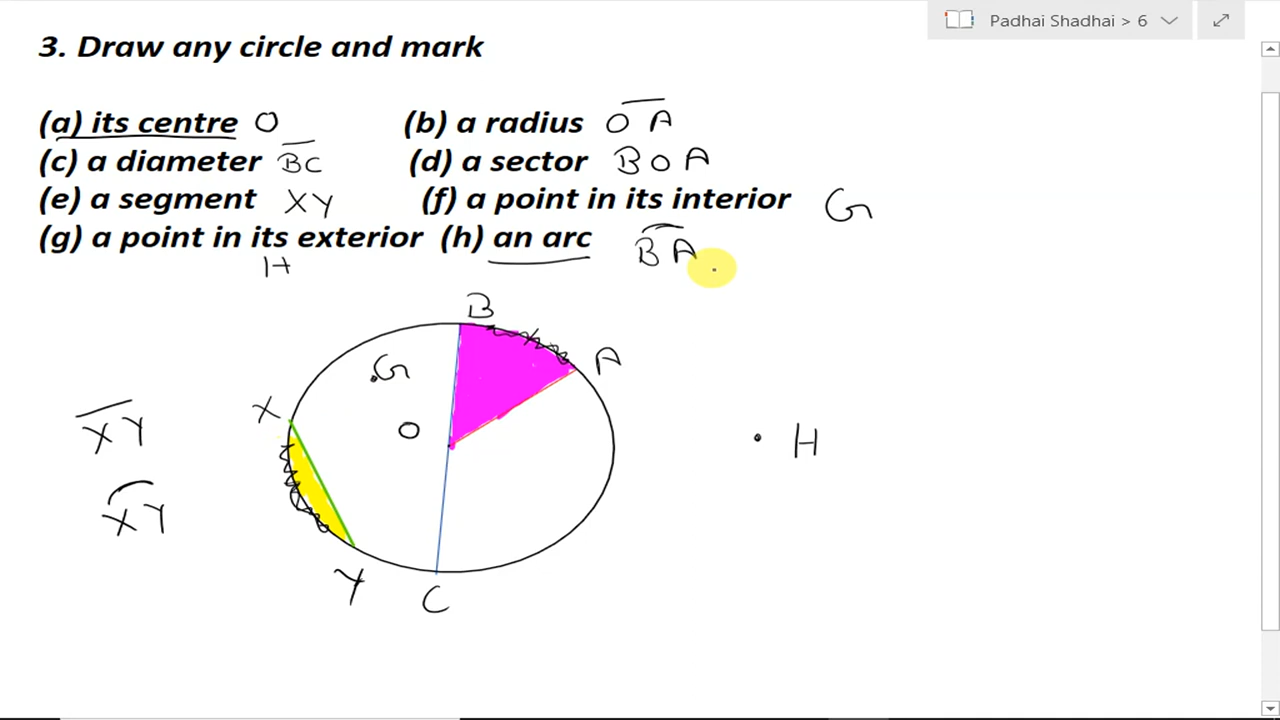 Padhai Shadhai > 6
3. Draw any circle and mark
(a) its centre O (b) a radius OA
(c) a diameter BC (d) a sector BOA
(e) a segment XY (f) a point in its interior G
(g) a point in its exterior (h) an arc BA
H
B
A
G
X
XY
O
H
XY
Y
C